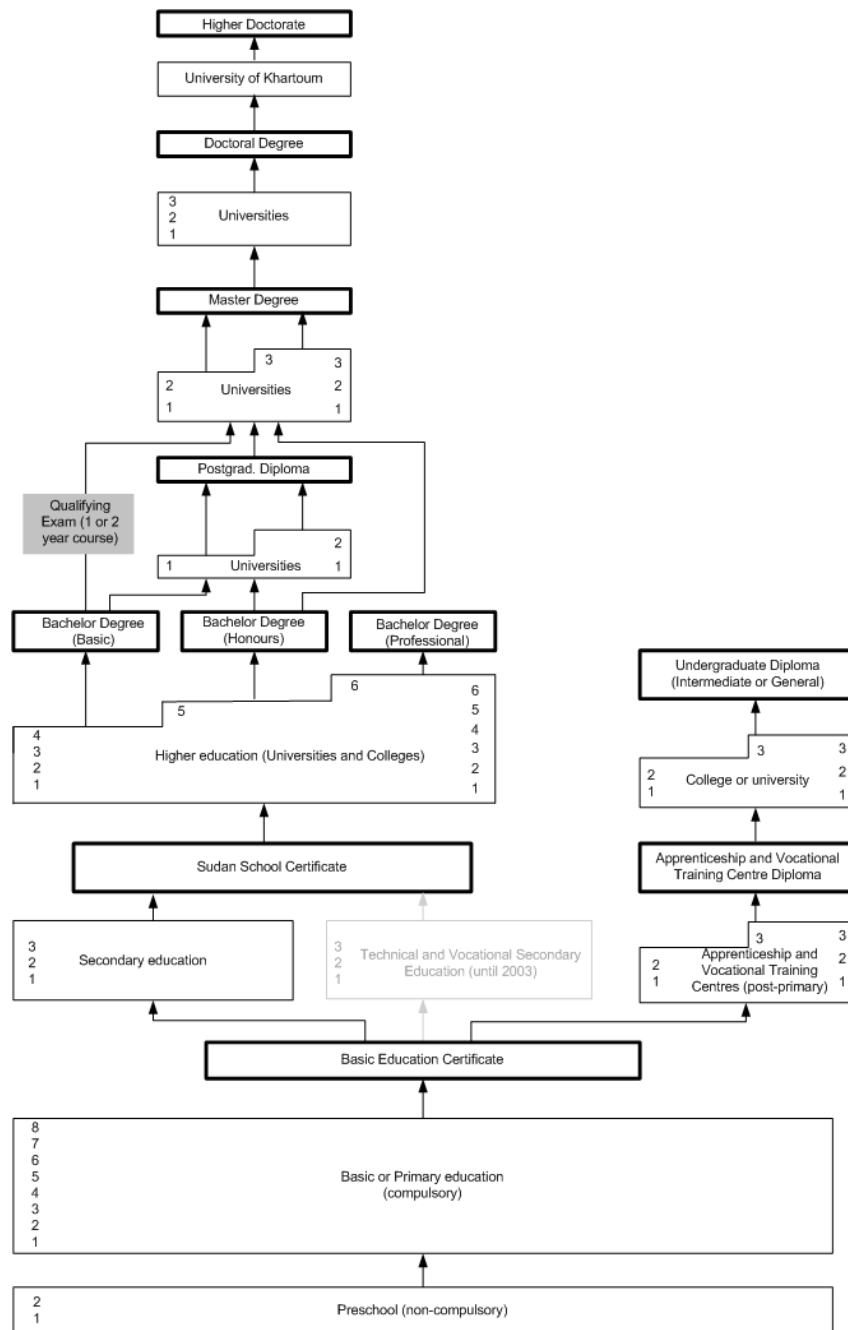 Higher Doctorate
University of Khartoum
Doctoral Degree
3
2
1
Universities
Master Degree
3
3
2
2
1
1
Universities
Postgrad. Diploma
Qualifying
Exam (1 or 2
year course)
2
1
1
Universities
Bachelor Degree
(Basic)
Bachelor Degree
(Honours)
Bachelor Degree
(Professional)
Undergraduate Diploma
(Intermediate or General)
6
5
4
3
2
1
6
5
4
3
2
1
Higher education (Universities and Colleges)
3
2
1
3
2
1
College or university
Sudan School Certificate
Apprenticeship and Vocational
Training Centre Diploma
3
2
1
Secondary education
3
2
1
Technical and Vocational Secondary
Education (until 2003)
3
2
1
3
2
1
Apprenticeship and
Vocational Training
Centres (post-primary)
Basic Education Certificate
8
7
6
5
4
3
2
1
Basic or Primary education
(compulsory)
2
1
Preschool (non-compulsory)